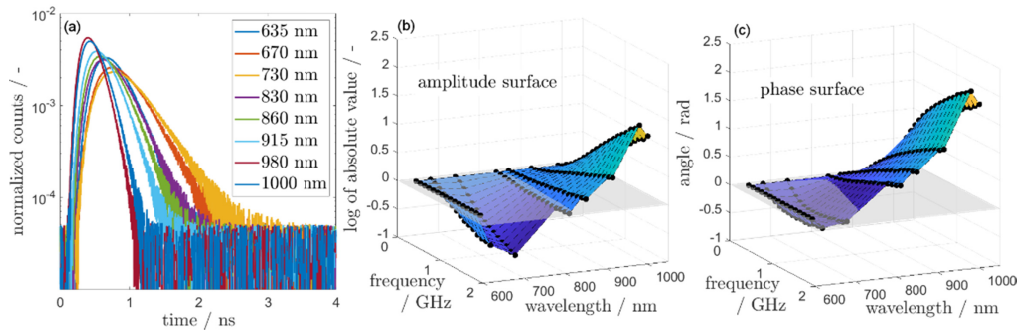 (a)
normalized counts / -
10-2
10-3
10-4
635 nm
670 nm
730 nm
830 nm
860 nm
915 nm
980 nm
1000 nm
0
1
2
3
4
time / ns
(b)
amplitude surface
log of absolute value / -
2.5
2
1.5
1
0.5
0
-0.5
-1
0
1
2
frequency
/ GHz
600
700
800
900
1000
wavelength / nm
(c)
phase surface
angle / rad
2.5
2
1.5
1
0.5
0
-0.5
-1
0
1
2
frequency
/ GHz
600
700
800
900
1000
wavelength / nm